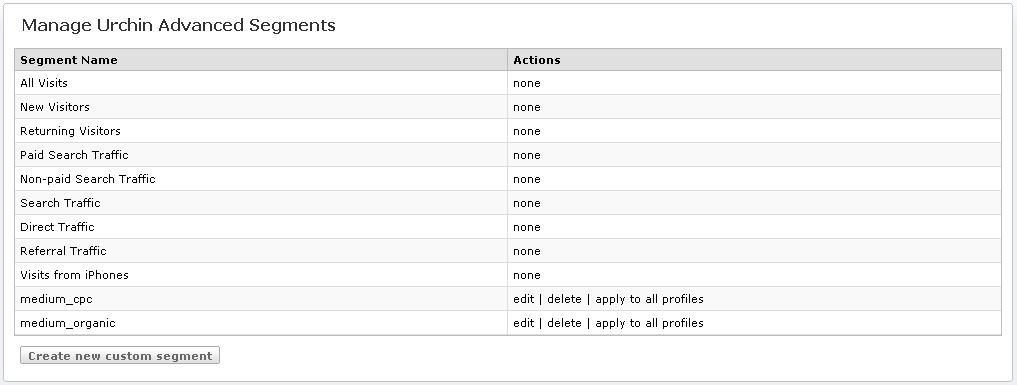 Manage Urchin Advanced Segments
Segment Name Actions
All Visits none
New Visitors none
Returning Visitors none
Paid Search Traffic none
Non-paid Search Traffic none
Search Traffic none
Direct Traffic none
Referral Traffic none
Visits from iPhones none
medium_cpc edit | delete | apply to all profiles
medium_organic edit | delete | apply to all profiles
Create new custom segment